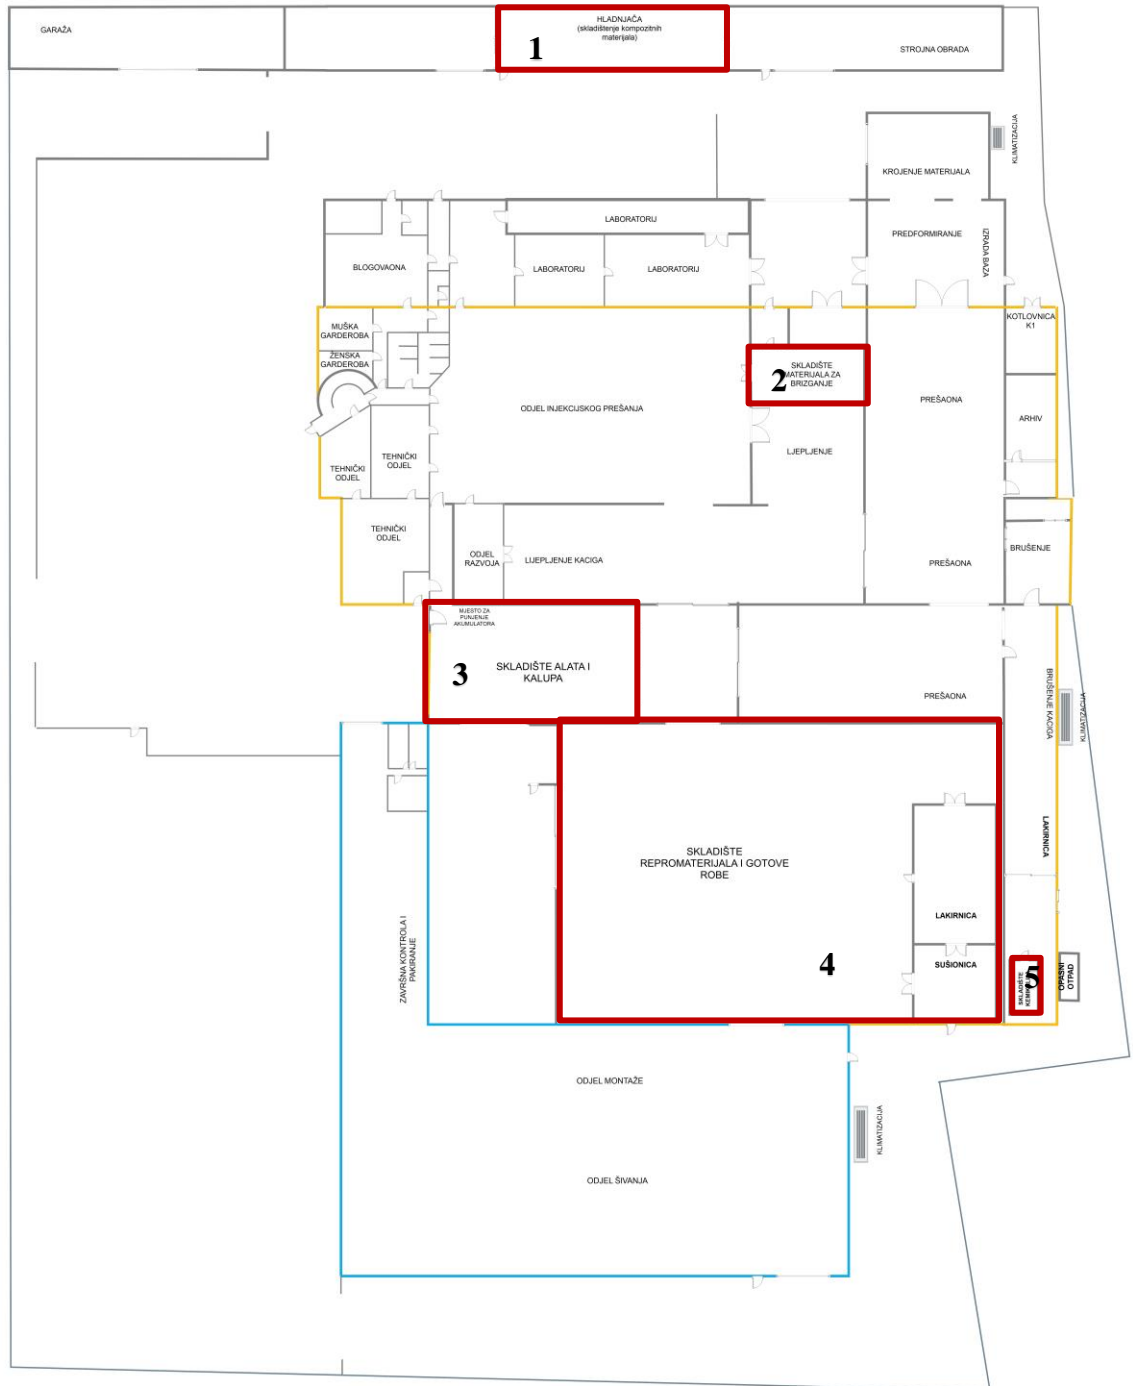 GARAŽA
HLADNJAČA
(skladištenje kompozitnih
materijala)
1
STROJNA OBRADA
KLIMATIZACIJA
KROJENJE MATERIJALA
LABORATORIJ
PREDFORMIRANJE
IZRADA BAZA
BLOGOVAONA
LABORATORIJ
LABORATORIJ
MUŠKA
GARDEROBA
KOTLOVNICA
K1
ŽENSKA
GARDEROBA
SKLADIŠTE
MATERIJALA ZA
BRIZGANJE
2
ODJEL INJEKCIJSKOG PREŠANJA
PREŠAONA
ARHIV
LJEPLJENJE
TEHNIČKI
ODJEL
TEHNIČKI
ODJEL
TEHNIČKI
ODJEL
ODJEL
RAZVOJA
LIJEPLJENJE KACIGA
PREŠAONA
BRUŠENJE
MJESTO ZA
PUNJENJE
AKUMULATORA
3
SKLADIŠTE ALATA I
KALUPA
PREŠAONA
BRUŠENJE KACIGA
KLIMATIZACIJA
LAKIRNICA
SKLADIŠTE
REPROMATERIJALA I GOTOVE
ROBE
LAKIRNICA
ZAVRŠNA KONTROLA I
PAKIRANJE
4
SUŠIONICA
SKLADIŠTE
5
OPASNI
OTPAD
ODJEL MONTAŽE
KLIMATIZACIJA
ODJEL ŠIVANJA